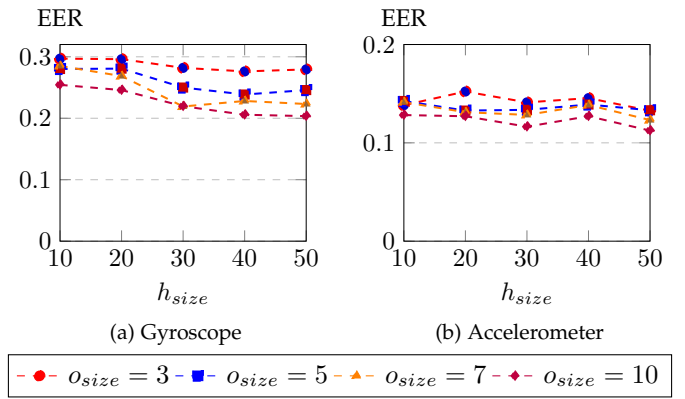 EER
0.3
0.2
0.1
0
10 20 30 40 50
h_size
(a) Gyroscope
EER
0.2
0.1
0
10 20 30 40 50
h_size
(b) Accelerometer
o_size = 3 o_size = 5 o_size = 7 o_size = 10